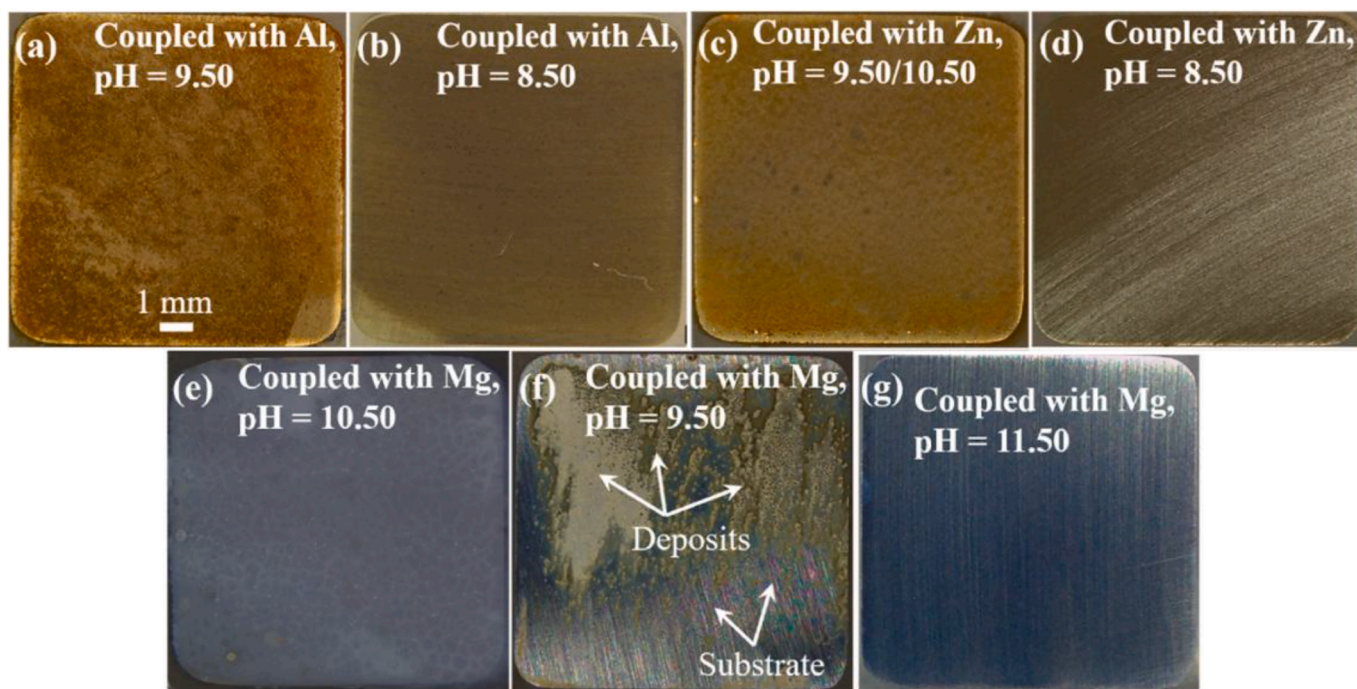 (a) Coupled with Al,
pH = 9.50
1 mm
(b) Coupled with Al,
pH = 8.50
(c) Coupled with Zn,
pH = 9.50/10.50
(d) Coupled with Zn,
pH = 8.50
(e) Coupled with Mg,
pH = 10.50
(f) Coupled with Mg,
pH = 9.50
Deposits
Substrate
(g)
Coupled with Mg,
pH = 11.50